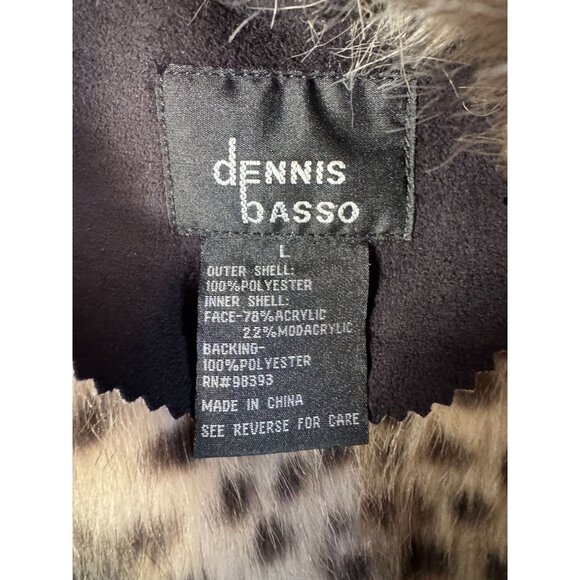 dENNIS
bASSO
L
OUTER SHELL:
100%POLYESTER
INNER SHELL:
FACE-78%ACRYLIC
22%MODACRYLIC
BACKING-
100%POLYESTER
RN#98393
MADE IN CHINA
SEE REVERSE FOR CARE